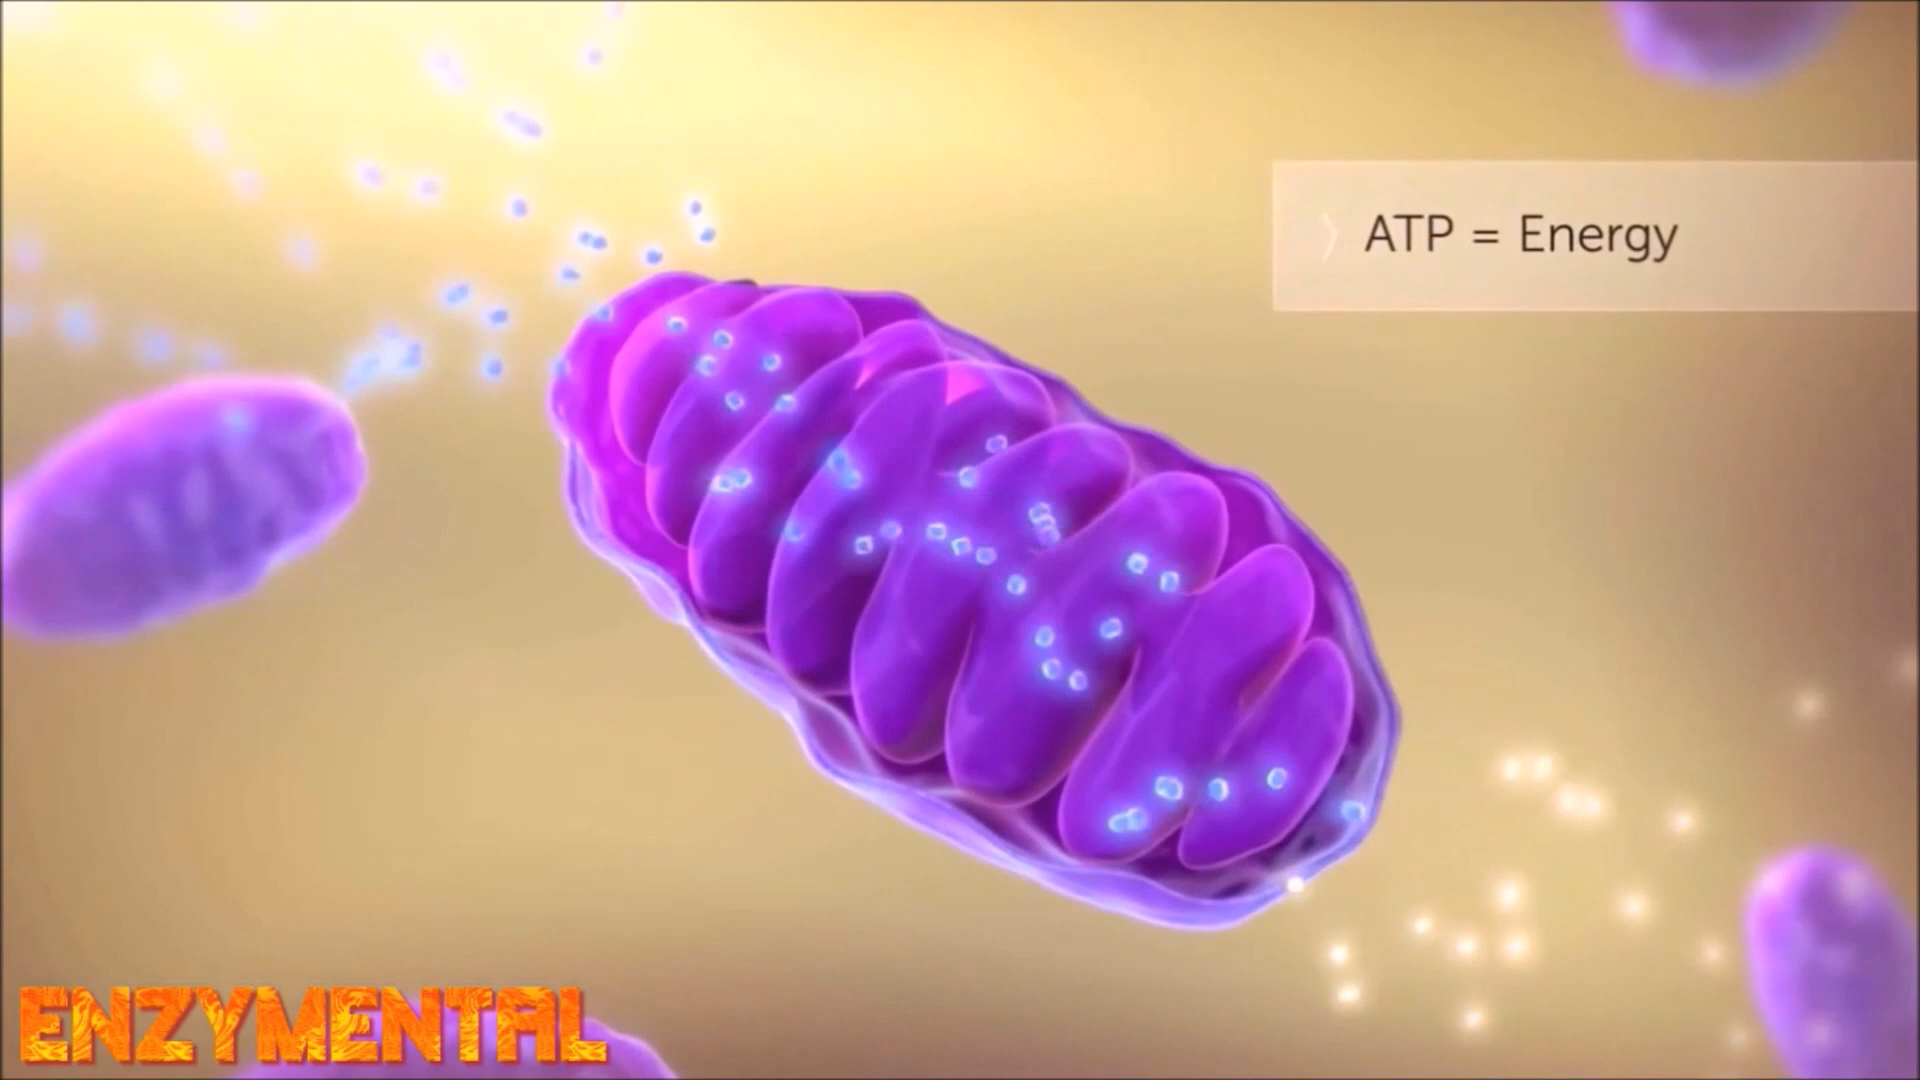 〉 ATP = Energy
ENZYMENTAL